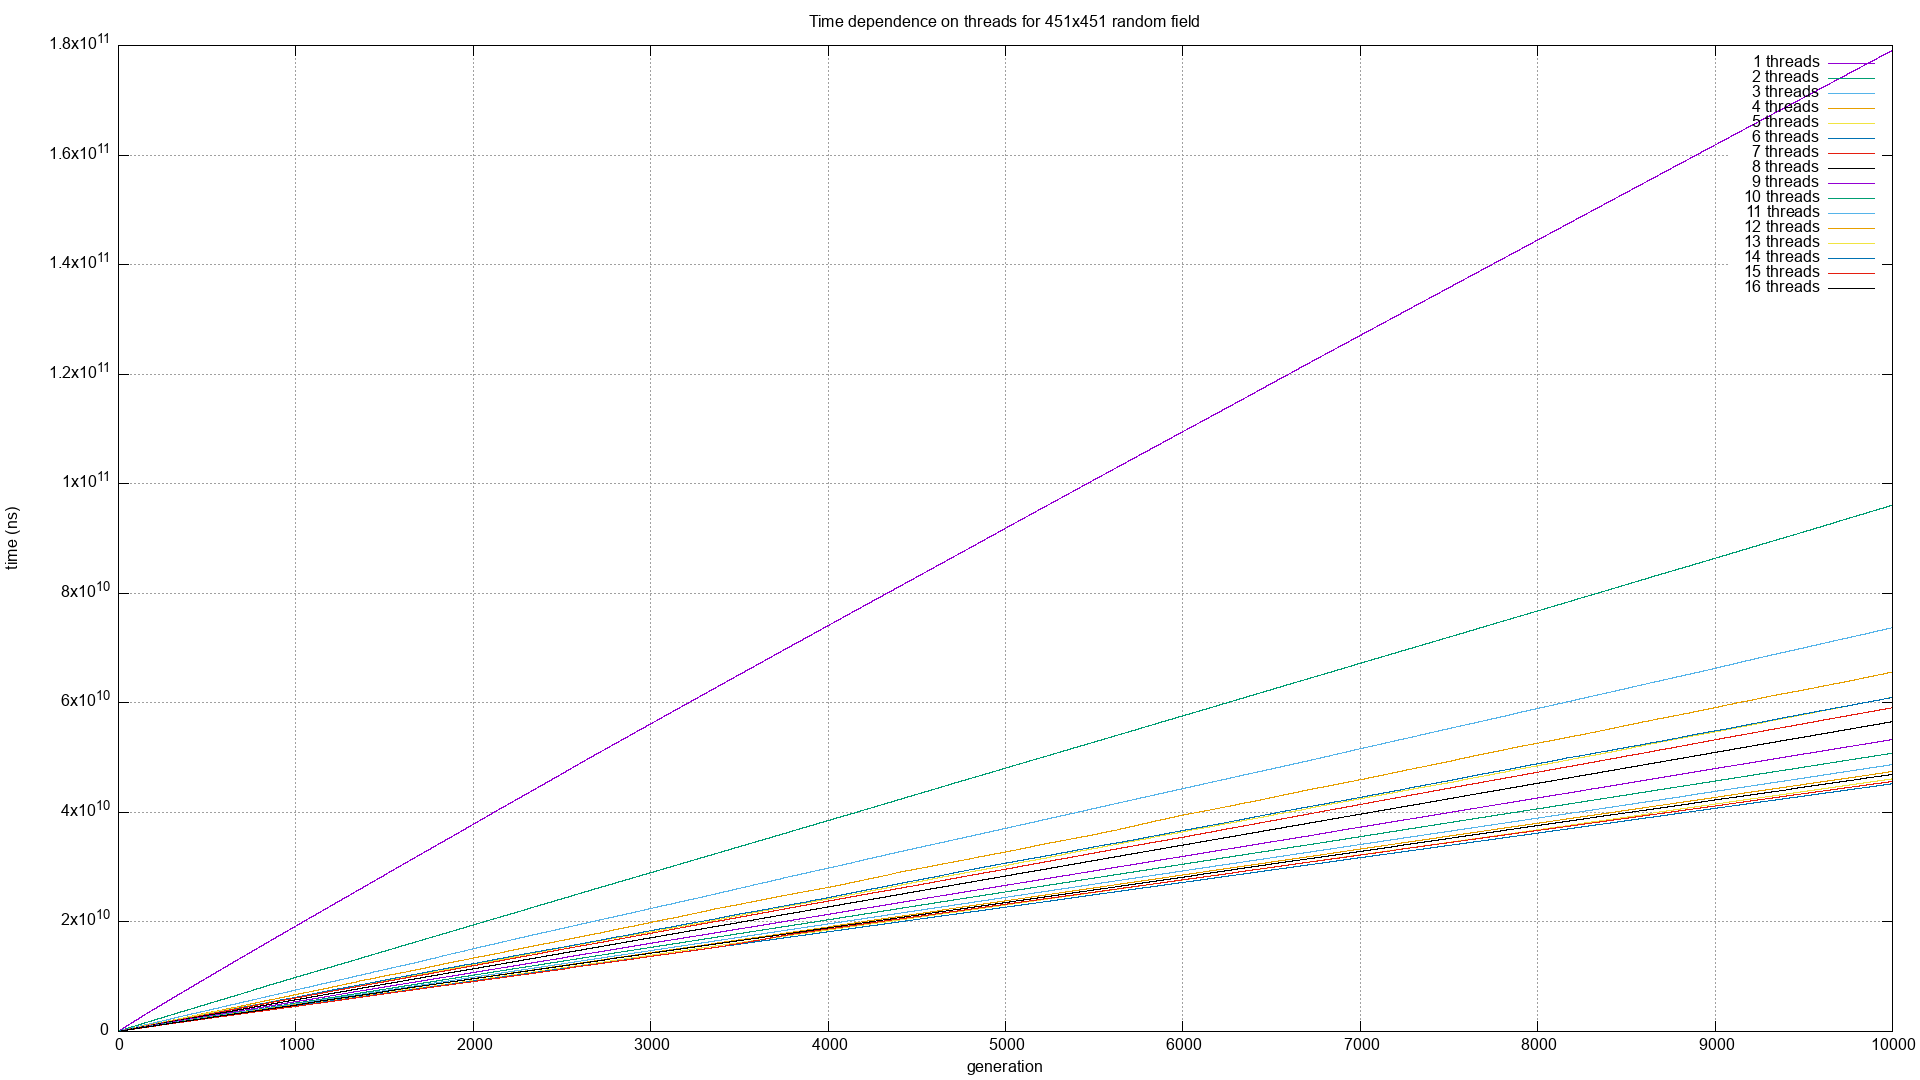 Time dependence on threads for 451x451 random field
1.8x10^11
1.6x10^11
1.4x10^11
1.2x10^11
1x10^11
8x10^10
6x10^10
4x10^10
2x10^10
0
time (ns)
1 threads
2 threads
3 threads
4 threads
5 threads
6 threads
7 threads
8 threads
9 threads
10 threads
11 threads
12 threads
13 threads
14 threads
15 threads
16 threads
0 1000 2000 3000 4000 5000 6000 7000 8000 9000 10000
generation